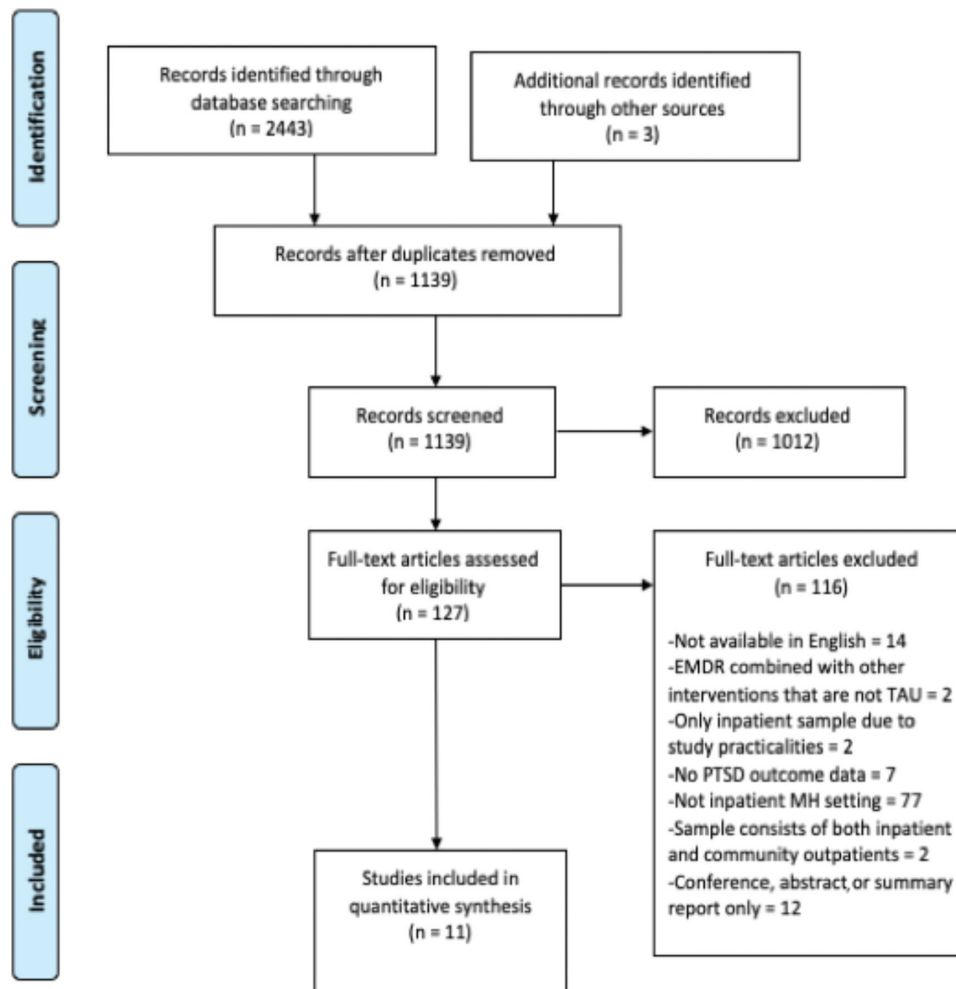 Identification
Records identified through
database searching
(n = 2443)
Additional records identified
through other sources
(n = 3)
Records after duplicates removed
(n = 1139)
Screening
Records screened
(n = 1139)
Records excluded
(n = 1012)
Eligibility
Full-text articles assessed
for eligibility
(n = 127)
Full-text articles excluded
(n = 116)
-Not available in English = 14
-EMDR combined with other
interventions that are not TAU = 2
-Only inpatient sample due to
study practicalities = 2
-No PTSD outcome data = 7
-Not inpatient MH setting = 77
-Sample consists of both inpatient
and community outpatients = 2
-Conference, abstract, or summary
report only = 12
Included
Studies included in
quantitative synthesis
(n = 11)